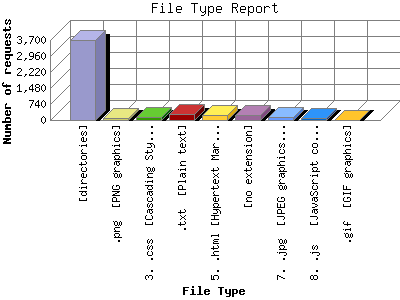 File Type Report
Number of requests
3,700
2,960
2,220
1,480
740
0
[directories]
.png [PNG graphics]
3. .css [Cascading Sty...
.txt [Plain text]
5. .html [Hypertext Mar...
[no extension]
7. .jpg [JPEG graphics...
8. .js [JavaScript co...
.gif [GIF graphics]
File Type